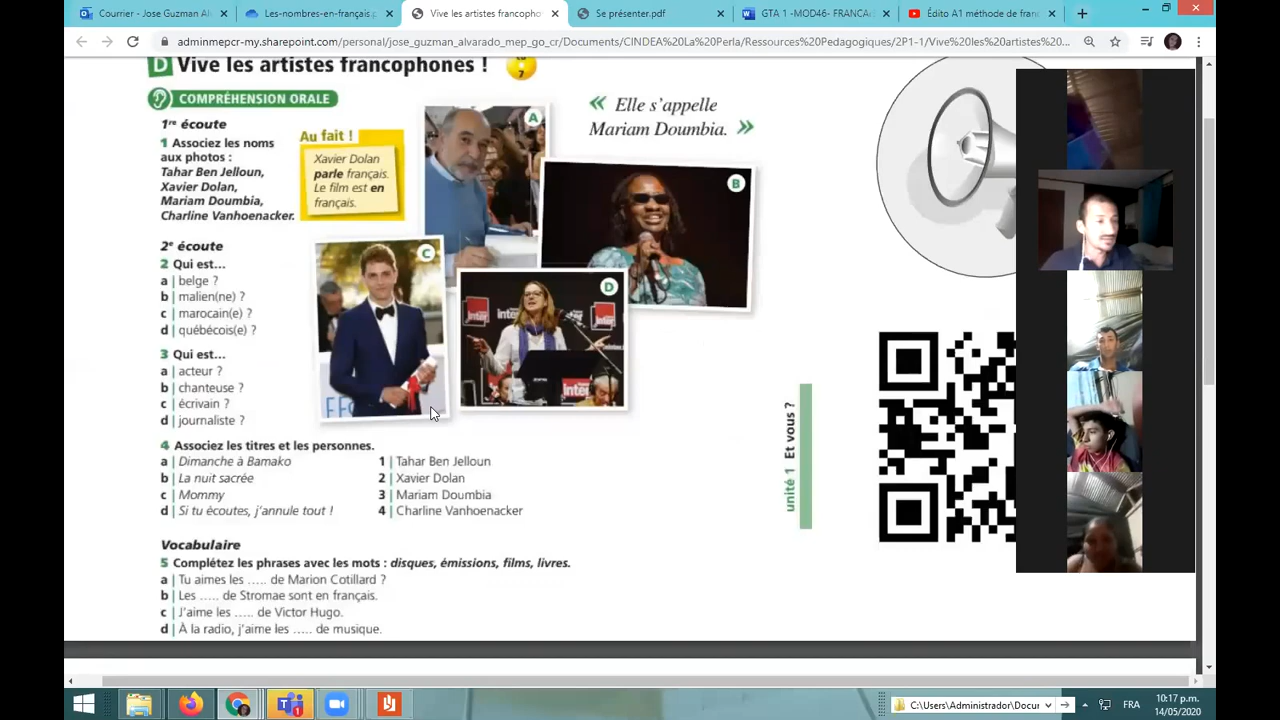 Courrier - Jose Guzman Al
Les-nombres-en-français p
Vive les artistes francopho
Se présenter.pdf
GTA 1 -MOD46- FRANCAr
Édito A1 méthode de fran
adminmepcr-my.sharepoint.com/personal/jose_guzman_alvarado_mep_go_cr/Documents/CINDEA%20La%20Perla/Ressources%20Pedagogiques/2P1-1/Vive%20les%20artistes%20...
D Vive les artistes francophones !
7
COMPRÉHENSION ORALE
1re écoute
1 Associez les noms
aux photos :
Tahar Ben Jelloun,
Xavier Dolan,
Mariam Doumbia,
Charline Vanhoenacker.
Au fait !
Xavier Dolan
parle français.
Le film est en
français.
A
« Elle s'appelle
Mariam Doumbia. »
B
C
D
inter
2e écoute
2 Qui est...
a | belge ?
b | malien(ne) ?
c | marocain(e) ?
d | québécois(e) ?
3 Qui est...
a | acteur ?
b | chanteuse ?
c | écrivain ?
d | journaliste ?
4 Associez les titres et les personnes.
a | Dimanche à Bamako
b | La nuit sacrée
c | Mommy
d | Si tu écoutes, j'annule tout !
1 | Tahar Ben Jelloun
2 | Xavier Dolan
3 | Mariam Doumbia
4 | Charline Vanhoenacker
Vocabulaire
5 Complétez les phrases avec les mots : disques, émissions, films, livres.
a | Tu aimes les ..... de Marion Cotillard ?
b | Les ..... de Stromae sont en français.
c | J'aime les ..... de Victor Hugo.
d | À la radio, j'aime les ..... de musique.
unité 1 Et vous ?
C:\Users\Administrador\Docur
FRA
10:17 p.m.
14/05/2020